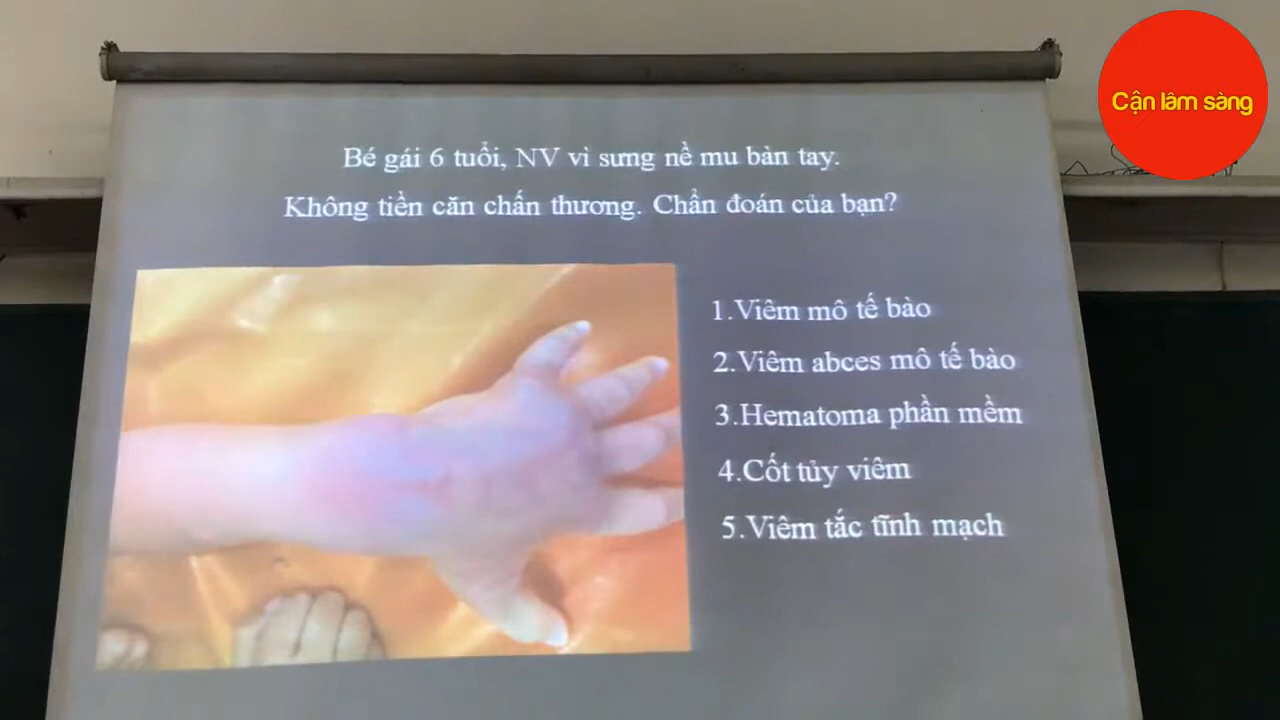 Cận lâm sàng
Bé gái 6 tuổi, NV vì sưng nề mu bàn tay.
Không tiền căn chấn thương. Chẩn đoán của bạn?
1.Viêm mô tế bào
2.Viêm abces mô tế bào
3.Hematoma phần mềm
4.Cốt tủy viêm
5.Viêm tắc tĩnh mạch